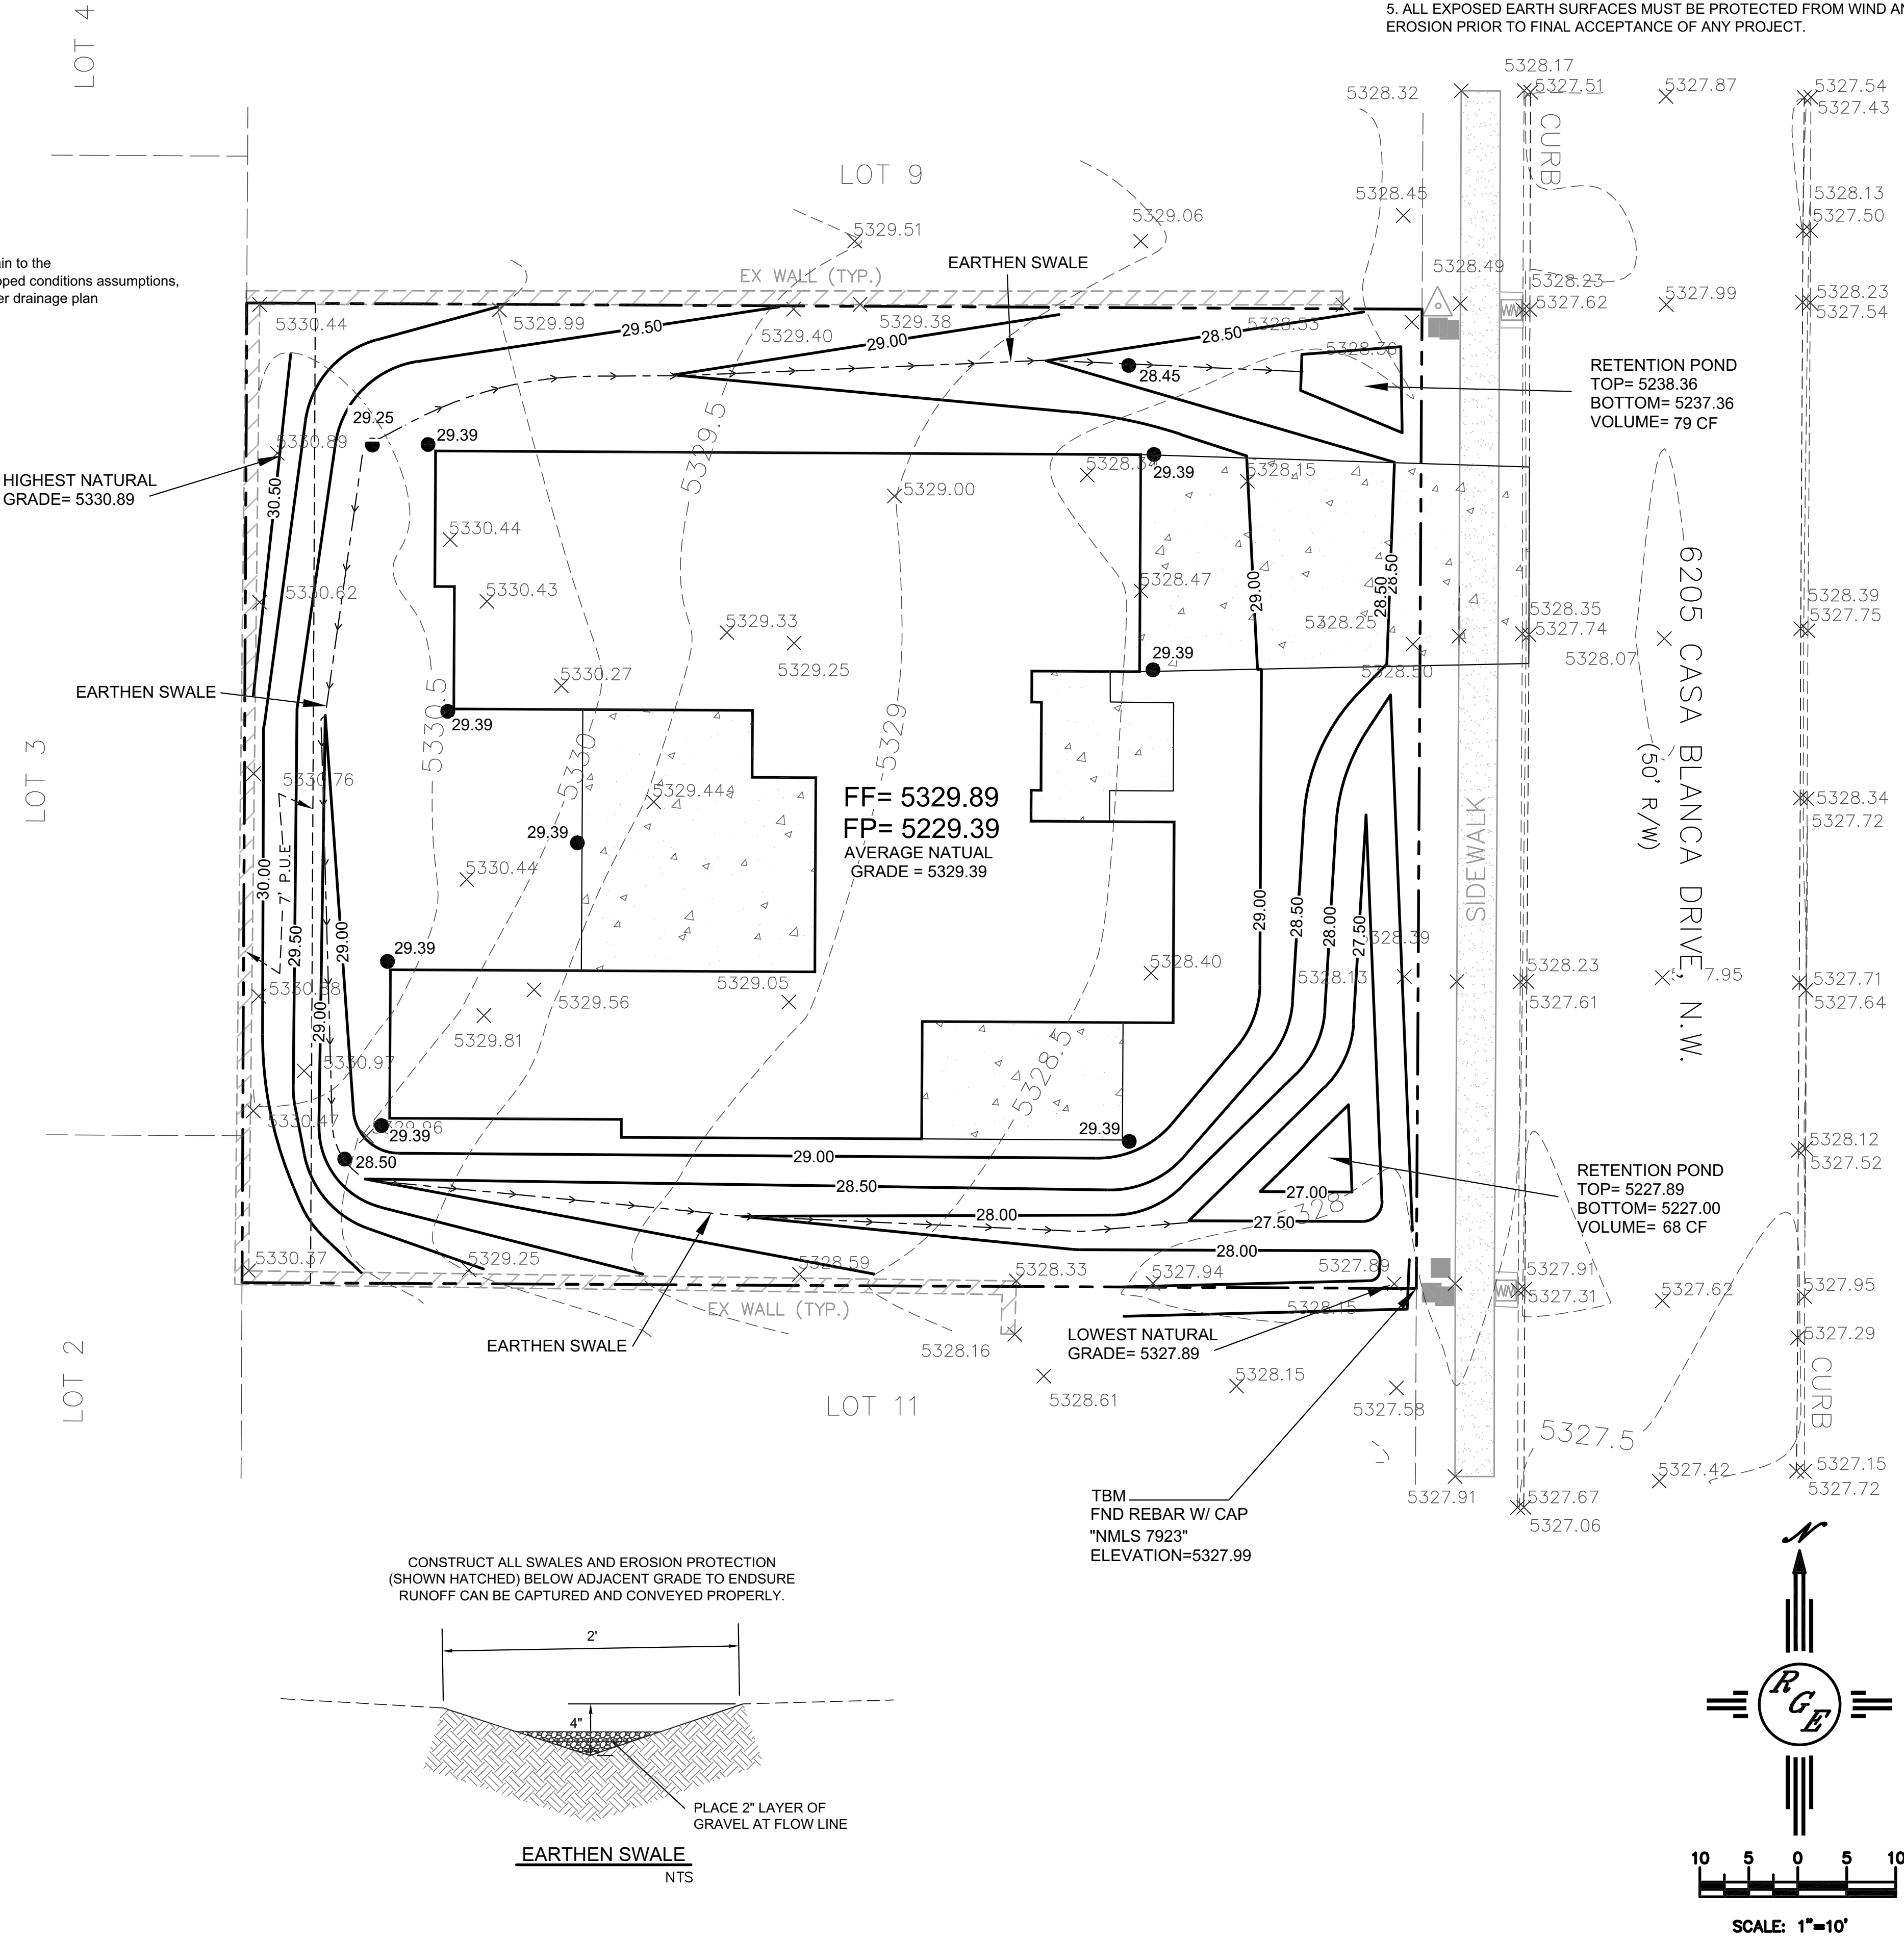 5. ALL EXPOSED EARTH SURFACES MUST BE PROTECTED FROM WIND
EROSION PRIOR TO FINAL ACCEPTANCE OF ANY PROJECT.
LOT 4
to the
conditions assumptions,
drainage plan
LOT 9
5329.51
5329.06
EX WALL (TYP.)
EARTHEN SWALE
5328.32
5328.17
5327.51
5327.87
5327.54
5327.43
CURB
5328.45
5328.13
5327.50
5328.49
5328.23
5327.62
5327.99
5328.23
5327.54
5330.44
5329.99
29.50
5329.40
5329.38
29.00
5328.53
28.50
5328.36
28.45
RETENTION POND
TOP= 5238.36
BOTTOM= 5237.36
VOLUME= 79 CF
29.25
29.39
5330.89
HIGHEST NATURAL
GRADE= 5330.89
30.50
5329.5
5329.00
29.39
5328.15
5330.44
5330.43
5330.62
5329.33
5329.25
5328.47
29.00
28.50
28.50
5328.25
5328.35
5327.74
5328.07
5328.39
5327.75
29.39
5328.50
5330.27
EARTHEN SWALE
29.39
5330.5
5330
5329
LOT 3
5330.76
5329.44
7' P.U.E.
FF= 5329.89
FP= 5229.39
AVERAGE NATUAL
GRADE = 5329.39
29.39
5330.44
6205 CASA BLANCA DRIVE, N.W.
(50' R/W)
SIDEWALK
5328.34
5327.72
30.00
29.50
29.00
29.00
29.00
28.50
28.00
27.50
5328.39
29.39
5329.05
5328.40
5328.13
5328.23
5327.61
7.95
5327.71
5327.64
5329.56
5329.81
5330.97
5330.47
29.39
5328.5
29.39
28.50
29.00
28.50
28.00
27.00
27.50
328
28.00
5328.12
5327.52
RETENTION POND
TOP= 5227.89
BOTTOM= 5227.00
VOLUME= 68 CF
5330.37
5329.25
5328.59
5328.33
5327.94
5327.89
5327.91
5327.31
5327.62
5327.95
EX WALL (TYP.)
5328.15
EARTHEN SWALE
5328.16
LOWEST NATURAL
GRADE= 5327.89
5327.29
LOT 2
LOT 11
5328.61
5328.15
5327.58
5327.5
CURB
5327.42
5327.15
5327.72
5327.91
5327.67
5327.06
TBM
FND REBAR W/ CAP
"NMLS 7923"
ELEVATION=5327.99
CONSTRUCT ALL SWALES AND EROSION PROTECTION
(SHOWN HATCHED) BELOW ADJACENT GRADE TO ENDSURE
RUNOFF CAN BE CAPTURED AND CONVEYED PROPERLY.
2'
4"
PLACE 2" LAYER OF
GRAVEL AT FLOW LINE
EARTHEN SWALE
NTS
N
RGE
10 5 0 5 10
SCALE: 1"=10'